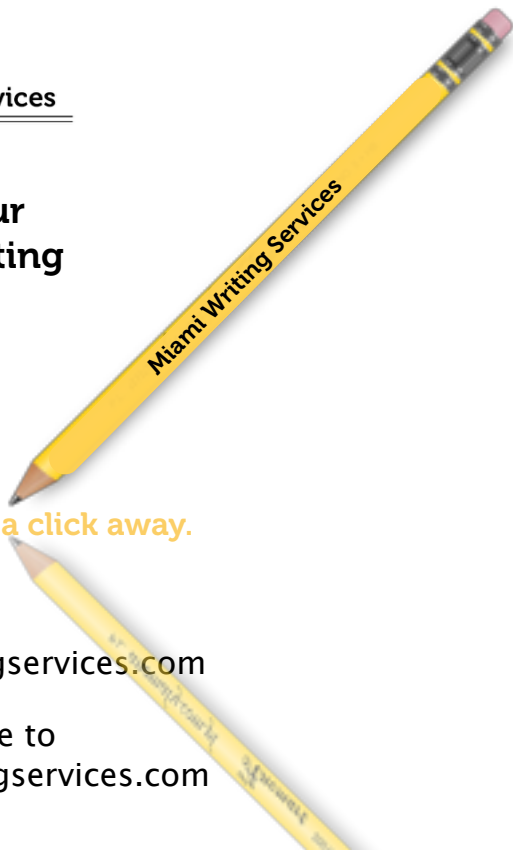 vices
ur
ting
Miami Writing Services
a click away.
gservices.com
e to
gservices.com